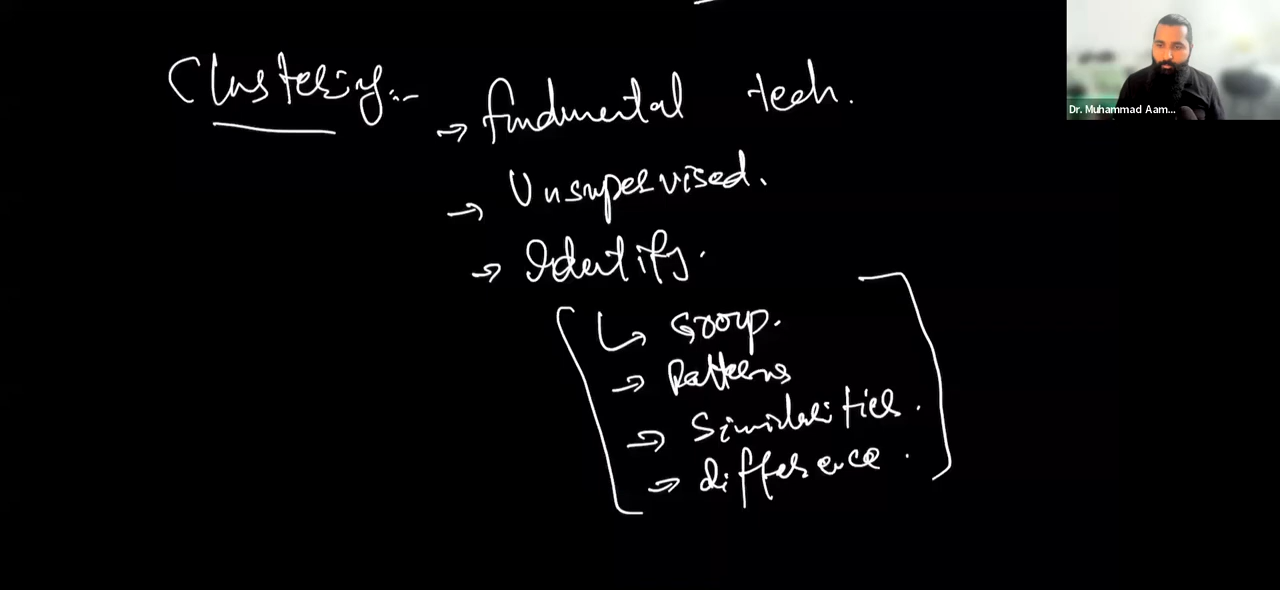 Clustering:-
→ fundmental tech.
→ Unsupervised.
→ Identify.
↳ Group.
→ Patterns
→ Similarities.
→ difference.
Dr. Muhammad Aam...